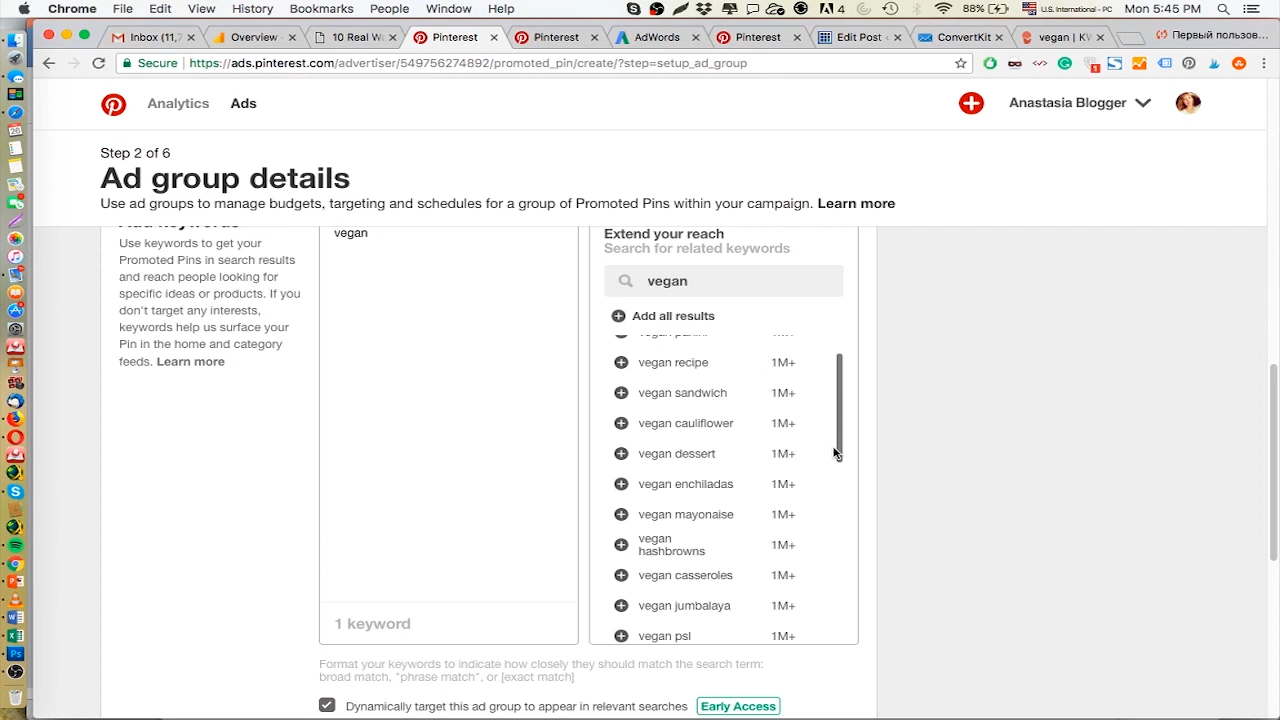 Chrome File Edit View History Bookmarks People Window Help
4 88% U.S. International - PC Mon 5:45 PM
Inbox (11,7 Overview - 10 Real W Pinterest Pinterest AdWords Pinterest Edit Post ‹ ConvertKit vegan | KW Первый пользов...
Secure https://ads.pinterest.com/advertiser/549756274892/promoted_pin/create/?step=setup_ad_group
Analytics Ads
Anastasia Blogger
Step 2 of 6
Ad group details
Use ad groups to manage budgets, targeting and schedules for a group of Promoted Pins within your campaign. Learn more
Use keywords to get your
Promoted Pins in search results
and reach people looking for
specific ideas or products. If you
don't target any interests,
keywords help us surface your
Pin in the home and category
feeds. Learn more
vegan
1 keyword
Extend your reach
Search for related keywords
vegan
Add all results
vegan recipe 1M+
vegan sandwich 1M+
vegan cauliflower 1M+
vegan dessert 1M+
vegan enchiladas 1M+
vegan mayonaise 1M+
vegan
hashbrowns 1M+
vegan casseroles 1M+
vegan jumbalaya 1M+
vegan psl 1M+
Format your keywords to indicate how closely they should match the search term:
broad match, "phrase match", or [exact match]
Dynamically target this ad group to appear in relevant searches Early Access